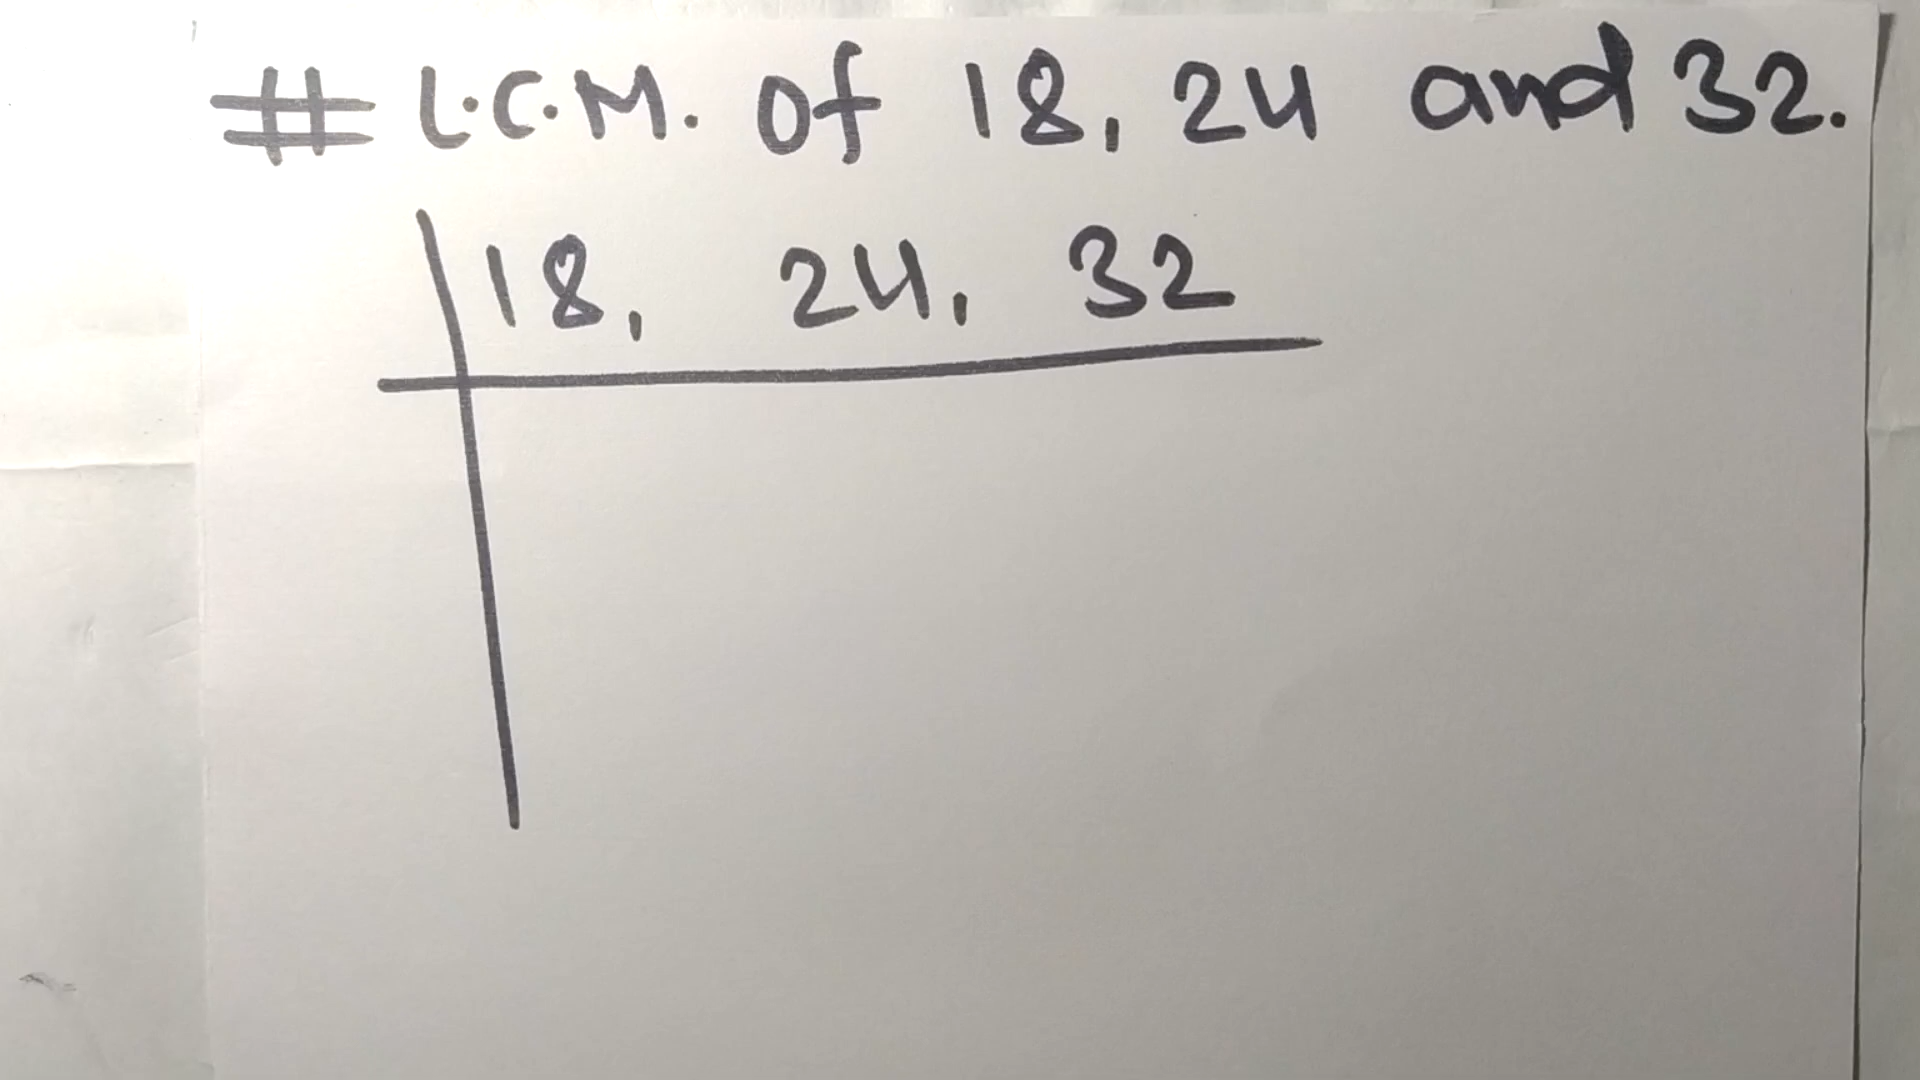 # L.C.M. of 18, 24 and 32.
18, 24, 32